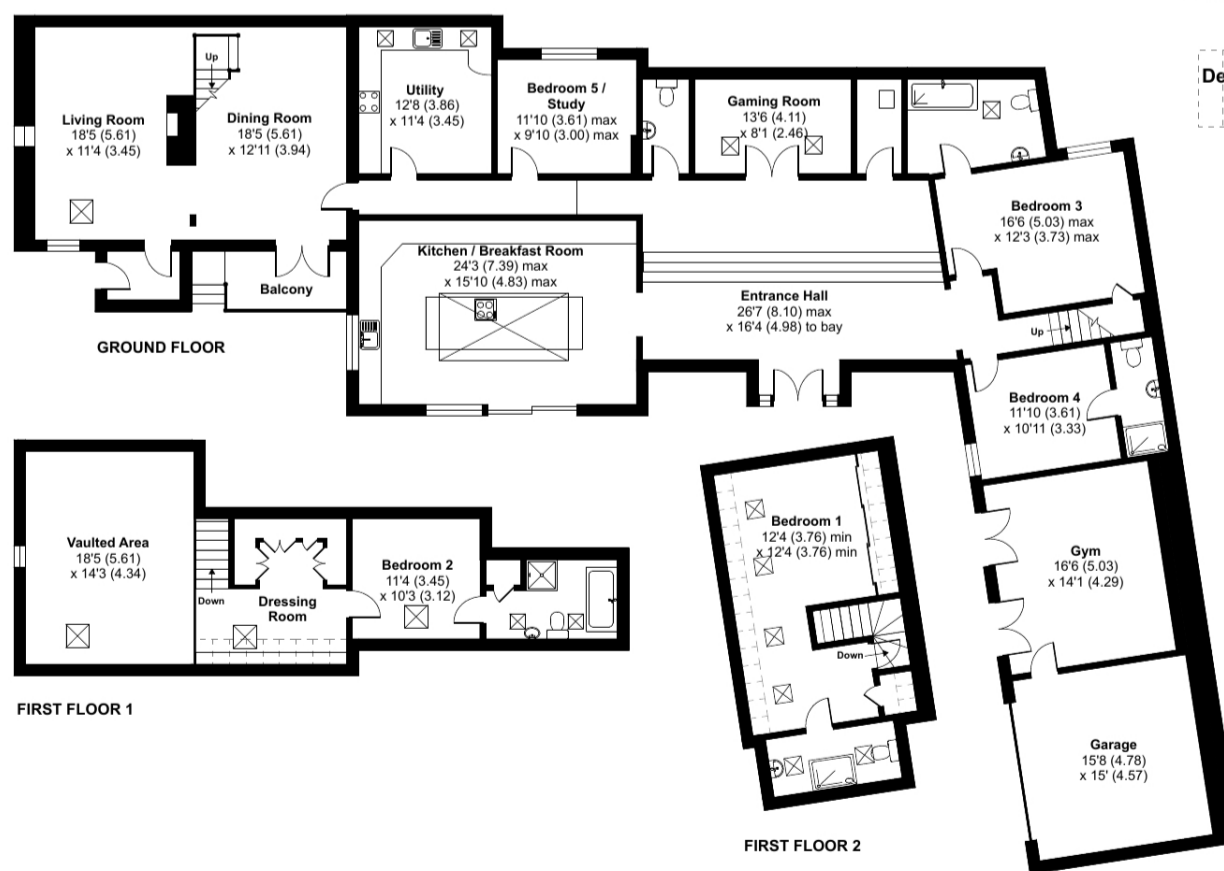 Up
Living Room
18'5 (5.61)
x 11'4 (3.45)
Dining Room
18'5 (5.61)
x 12'11 (3.94)
Utility
12'8 (3.86)
x 11'4 (3.45)
Bedroom 5 /
Study
11'10 (3.61) max
x 9'10 (3.00) max
Gaming Room
13'6 (4.11)
x 8'1 (2.46)
De
Bedroom 3
16'6 (5.03) max
x 12'3 (3.73) max
Kitchen / Breakfast Room
24'3 (7.39) max
x 15'10 (4.83) max
Balcony
Entrance Hall
26'7 (8.10) max
x 16'4 (4.98) to bay
Up
GROUND FLOOR
Bedroom 4
11'10 (3.61)
x 10'11 (3.33)
Vaulted Area
18'5 (5.61)
x 14'3 (4.34)
Down
Dressing
Room
Bedroom 2
11'4 (3.45)
x 10'3 (3.12)
FIRST FLOOR 1
Bedroom 1
12'4 (3.76) min
x 12'4 (3.76) min
Down
Gym
16'6 (5.03)
x 14'1 (4.29)
Garage
15'8 (4.78)
x 15' (4.57)
FIRST FLOOR 2